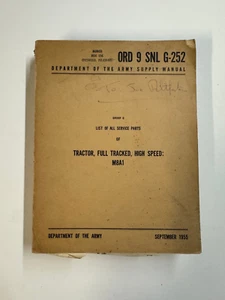 ORD 9 SNL G-252
DEPARTMENT OF THE ARMY SUPPLY MANUAL
LIST OF ALL SERVICE PARTS
OF
TRACTOR, FULL TRACKED, HIGH SPEED:
M8A1
DEPARTMENT OF THE ARMY
SEPTEMBER 1955